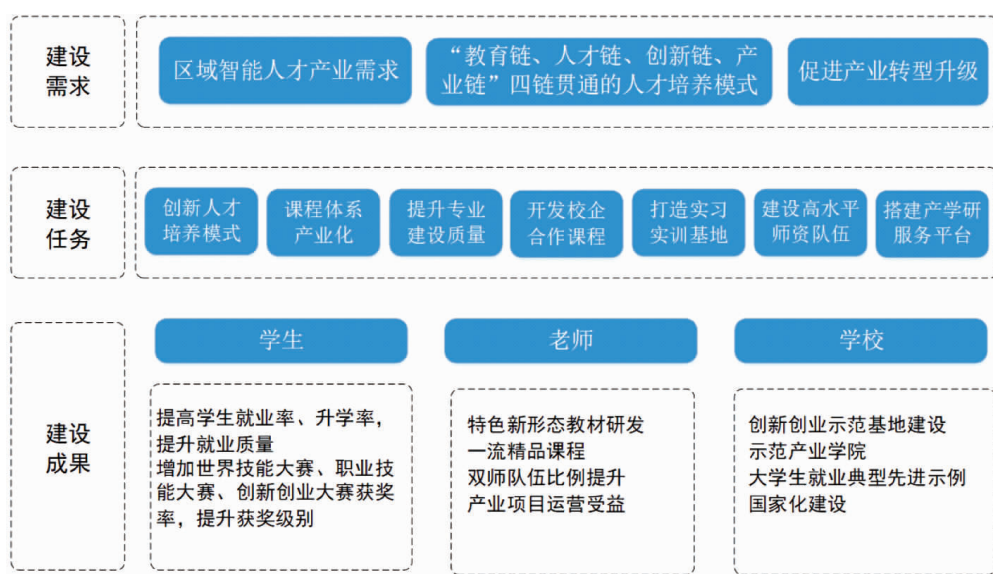 建设
需求
区域智能人才产业需求
“教育链、人才链、创新链、产
业链”四链贯通的人才培养模式
促进产业转型升级
建设
任务
创新人才
培养模式
课程体系
产业化
提升专业
建设质量
开发校企
合作课程
打造实习
实训基地
建设高水平
师资队伍
搭建产学研
服务平台
建设
成果
学生
提高学生就业率、升学率，
提升就业质量
增加世界技能大赛、职业技
能大赛、创新创业大赛获奖
率，提升获奖级别
老师
特色新形态教材研发
一流精品课程
双师队伍比例提升
产业项目运营受益
学校
创新创业示范基地建设
示范产业学院
大学生就业典型先进示例
国家化建设